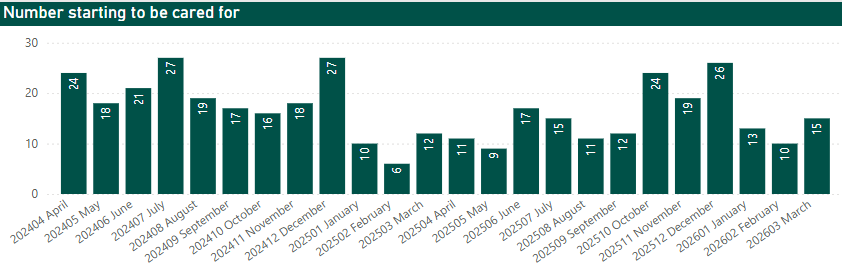 Number starting to be cared for
30
20
10
0
24
18
21
27
19
17
16
18
27
10
6
12
11
9
17
15
11
12
24
19
26
13
10
15
202404 April
202405 May
202406 June
202407 July
202408 August
202409 September
202410 October
202411 November
202412 December
202501 January
202502 February
202503 March
202504 April
202505 May
202506 June
202507 July
202508 August
202509 September
202510 October
202511 November
202512 December
202601 January
202602 February
202603 March